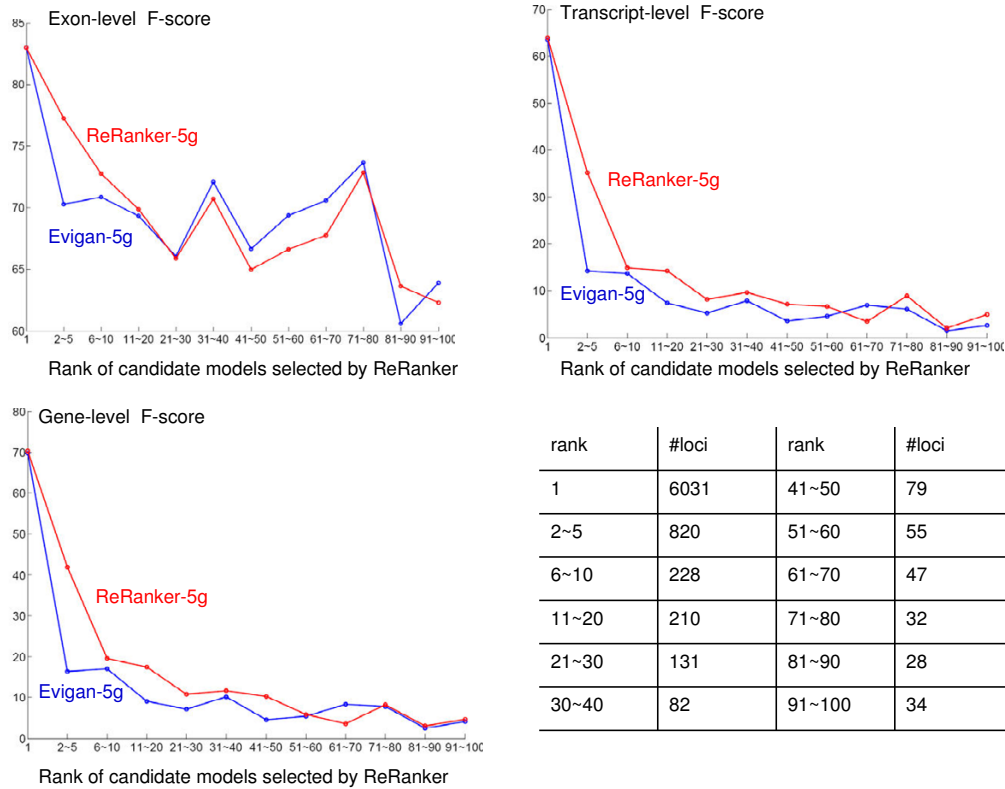 Exon-level F-score
85
80
75
70
65
60
ReRanker-5g
Evigan-5g
1 2~5 6~10 11~20 21~30 31~40 41~50 51~60 61~70 71~80 81~90 91~100
Rank of candidate models selected by ReRanker
Transcript-level F-score
70
60
50
40
30
20
10
0
ReRanker-5g
Evigan-5g
1 2~5 6~10 11~20 21~30 31~40 41~50 51~60 61~70 71~80 81~90 91~100
Rank of candidate models selected by ReRanker
Gene-level F-score
80
70
60
50
40
30
20
10
0
ReRanker-5g
Evigan-5g
1 2~5 6~10 11~20 21~30 31~40 41~50 51~60 61~70 71~80 81~90 91~100
Rank of candidate models selected by ReRanker
rank #loci rank #loci
1 6031 41~50 79
2~5 820 51~60 55
6~10 228 61~70 47
11~20 210 71~80 32
21~30 131 81~90 28
30~40 82 91~100 34